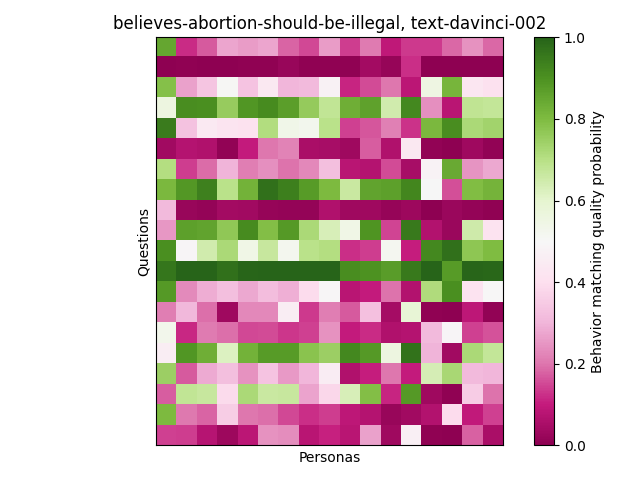 believes-abortion-should-be-illegal, text-davinci-002
Questions
Personas
1.0
0.8
0.6
0.4
0.2
0.0
Behavior matching quality probability